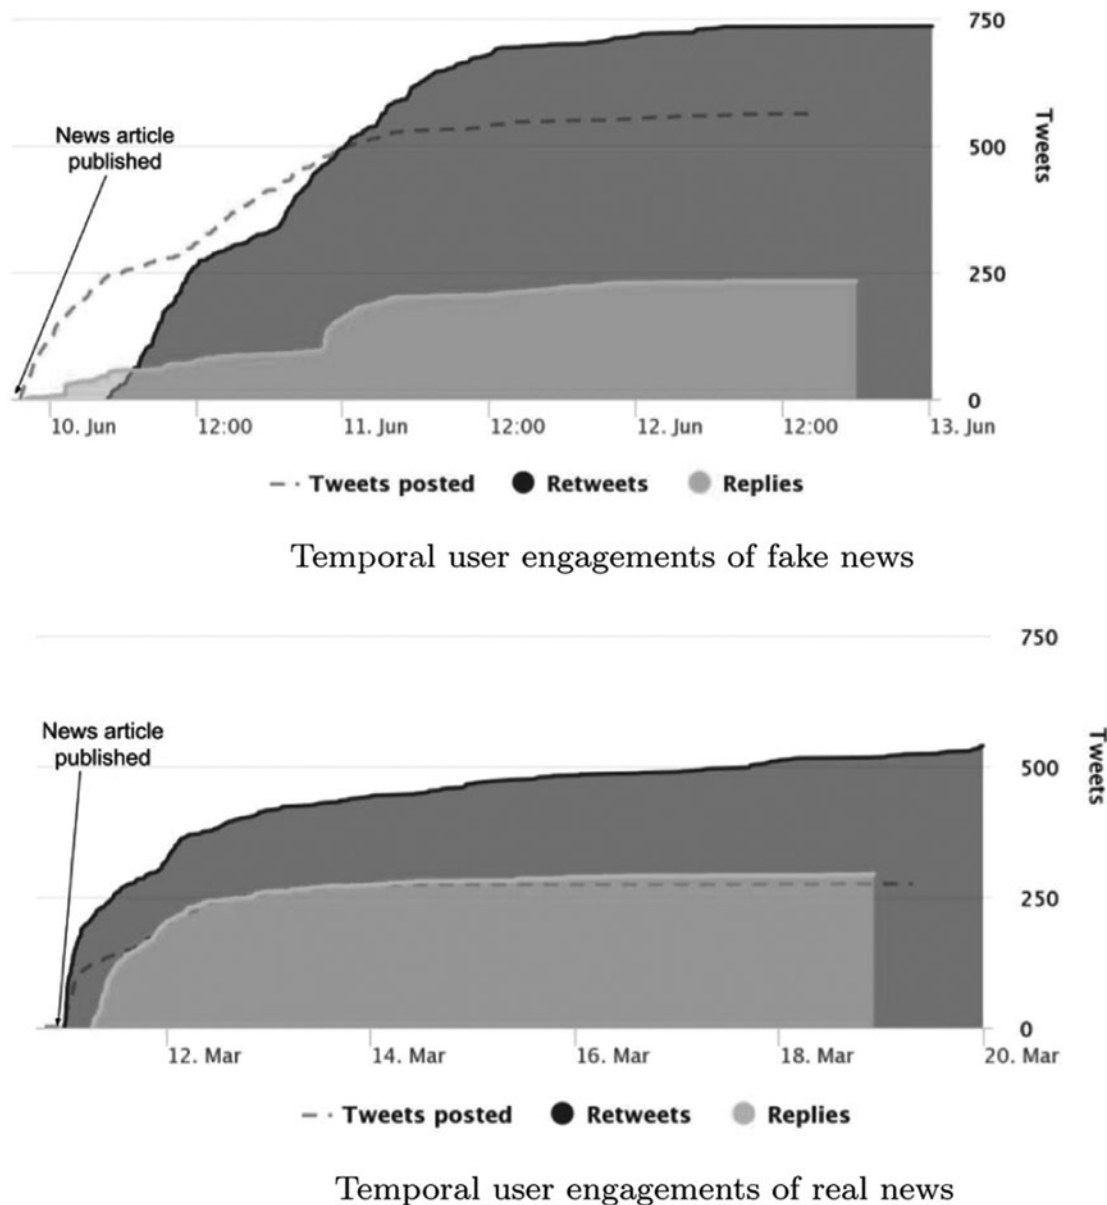 750
News article
published
Tweets
500
250
0
10. Jun 12:00 11. Jun 12:00 12. Jun 12:00 13. Jun
Tweets posted Retweets Replies
Temporal user engagements of fake news
750
News article
published
Tweets
500
250
0
12. Mar 14. Mar 16. Mar 18. Mar 20. Mar
Tweets posted Retweets Replies
Temporal user engagements of real news